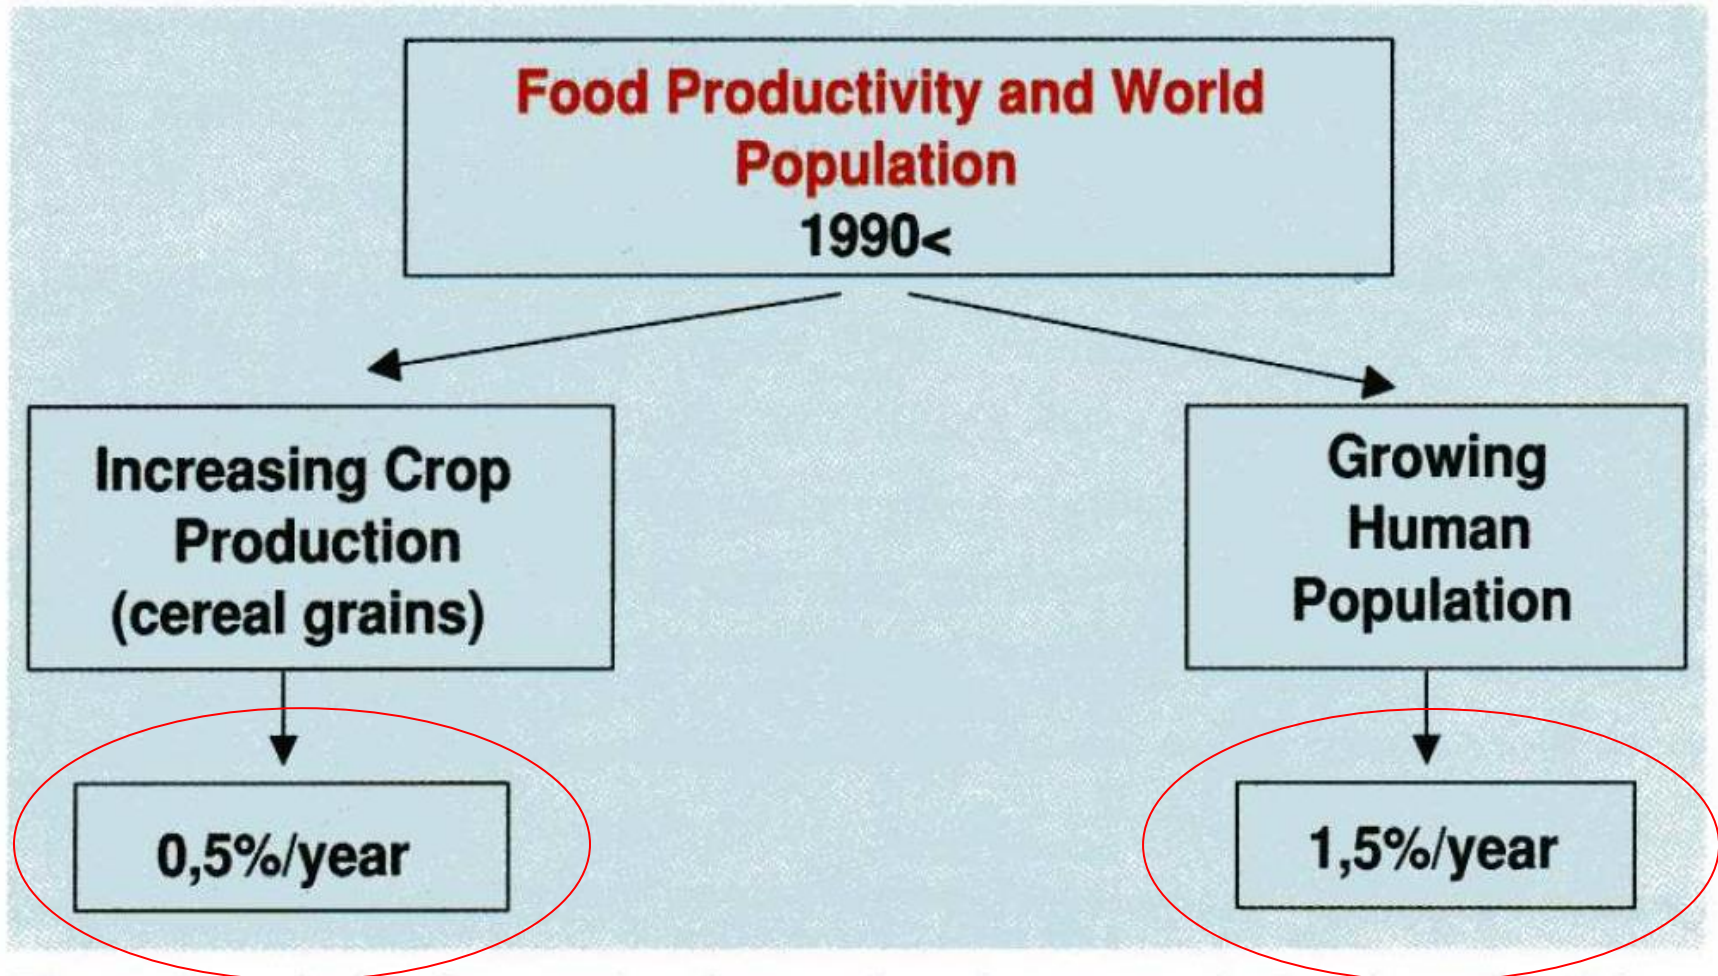 Food Productivity and World
Population
1990<
Increasing Crop
Production
(cereal grains)
0,5%/year
Growing
Human
Population
1,5%/year